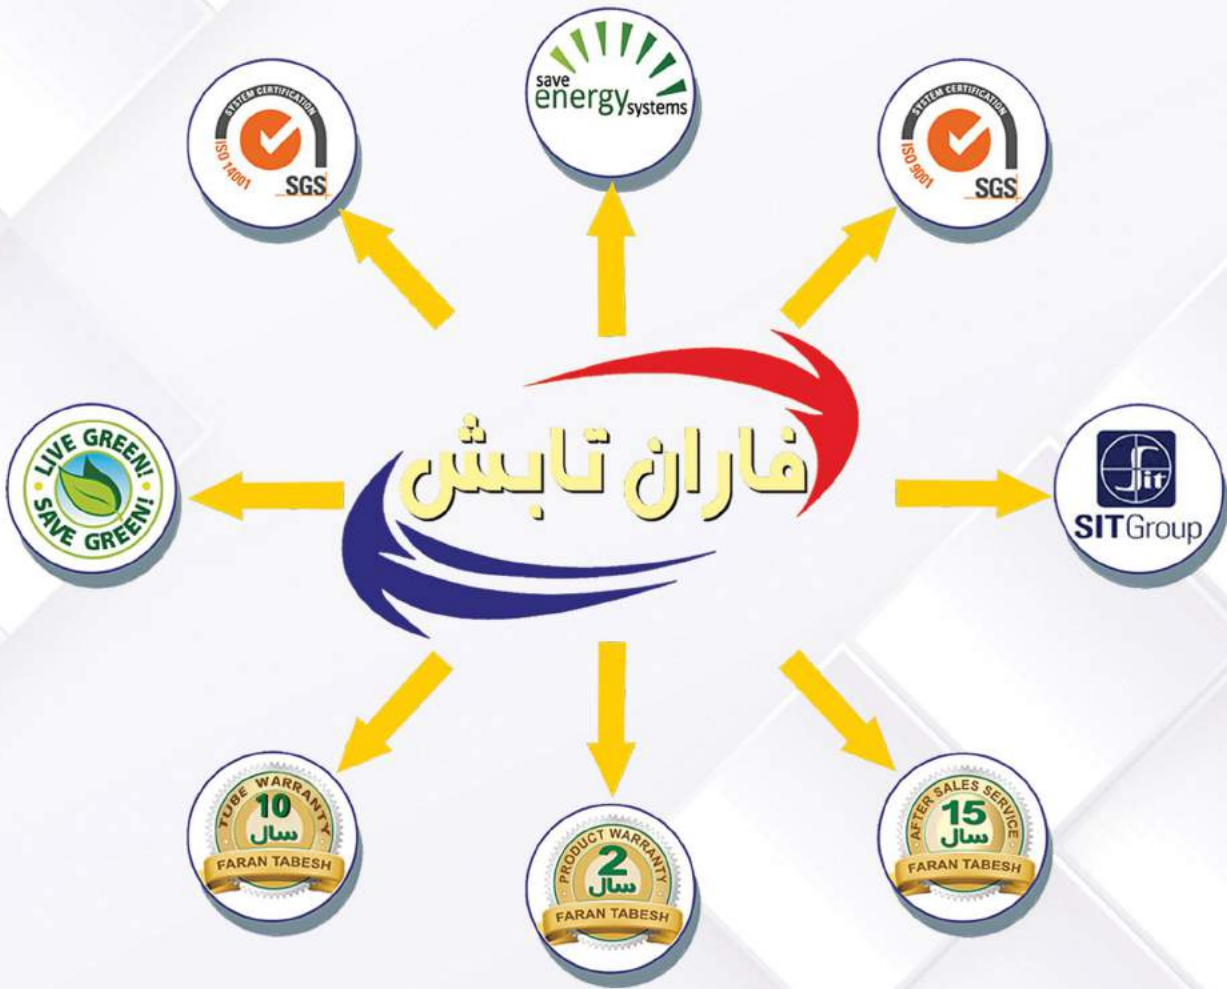 save
energy systems
SYSTEM CERTIFICATION
ISO 14001
SGS
SYSTEM CERTIFICATION
ISO 9001
SGS
LIVE GREEN!
SAVE GREEN!
فاران تابش
Sit
SIT Group
TUBE WARRANTY
10
سال
FARAN TABESH
PRODUCT WARRANTY
2
سال
FARAN TABESH
AFTER SALES SERVICE
15
سال
FARAN TABESH